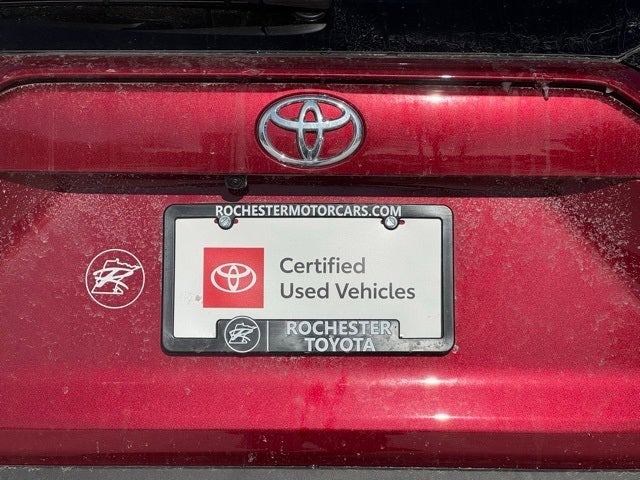 ROCHESTERMOTORCARS.COM
Certified
Used Vehicles
ROCHESTER
TOYOTA